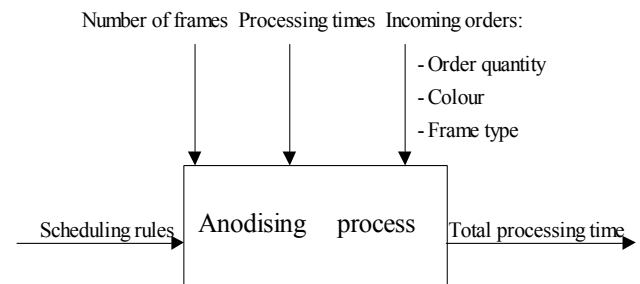 Number of frames Processing times Incoming orders:
- Order quantity
- Colour
- Frame type
Scheduling rules
Anodising process
Total processing time